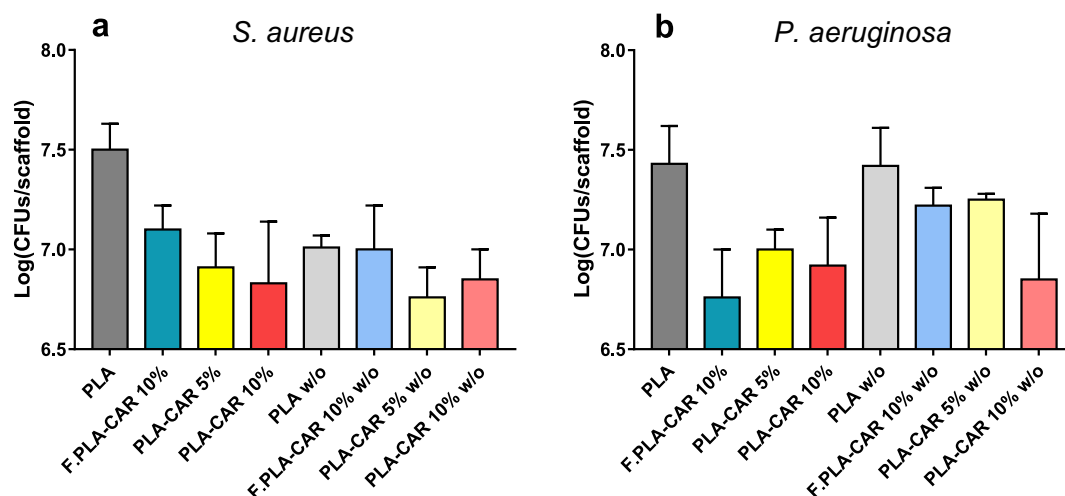 a
S. aureus
Log(CFUs/scaffold)
8.0
7.5
7.0
6.5
PLA
F.PLA-CAR 10%
PLA-CAR 5%
PLA-CAR 10%
PLA w/o
F.PLA-CAR 10% w/o
PLA-CAR 5% w/o
PLA-CAR 10% w/o
b
P. aeruginosa
Log(CFUs/scaffold)
8.0
7.5
7.0
6.5
PLA
F.PLA-CAR 10%
PLA-CAR 5%
PLA-CAR 10%
PLA w/o
F.PLA-CAR 10% w/o
PLA-CAR 5% w/o
PLA-CAR 10% w/o